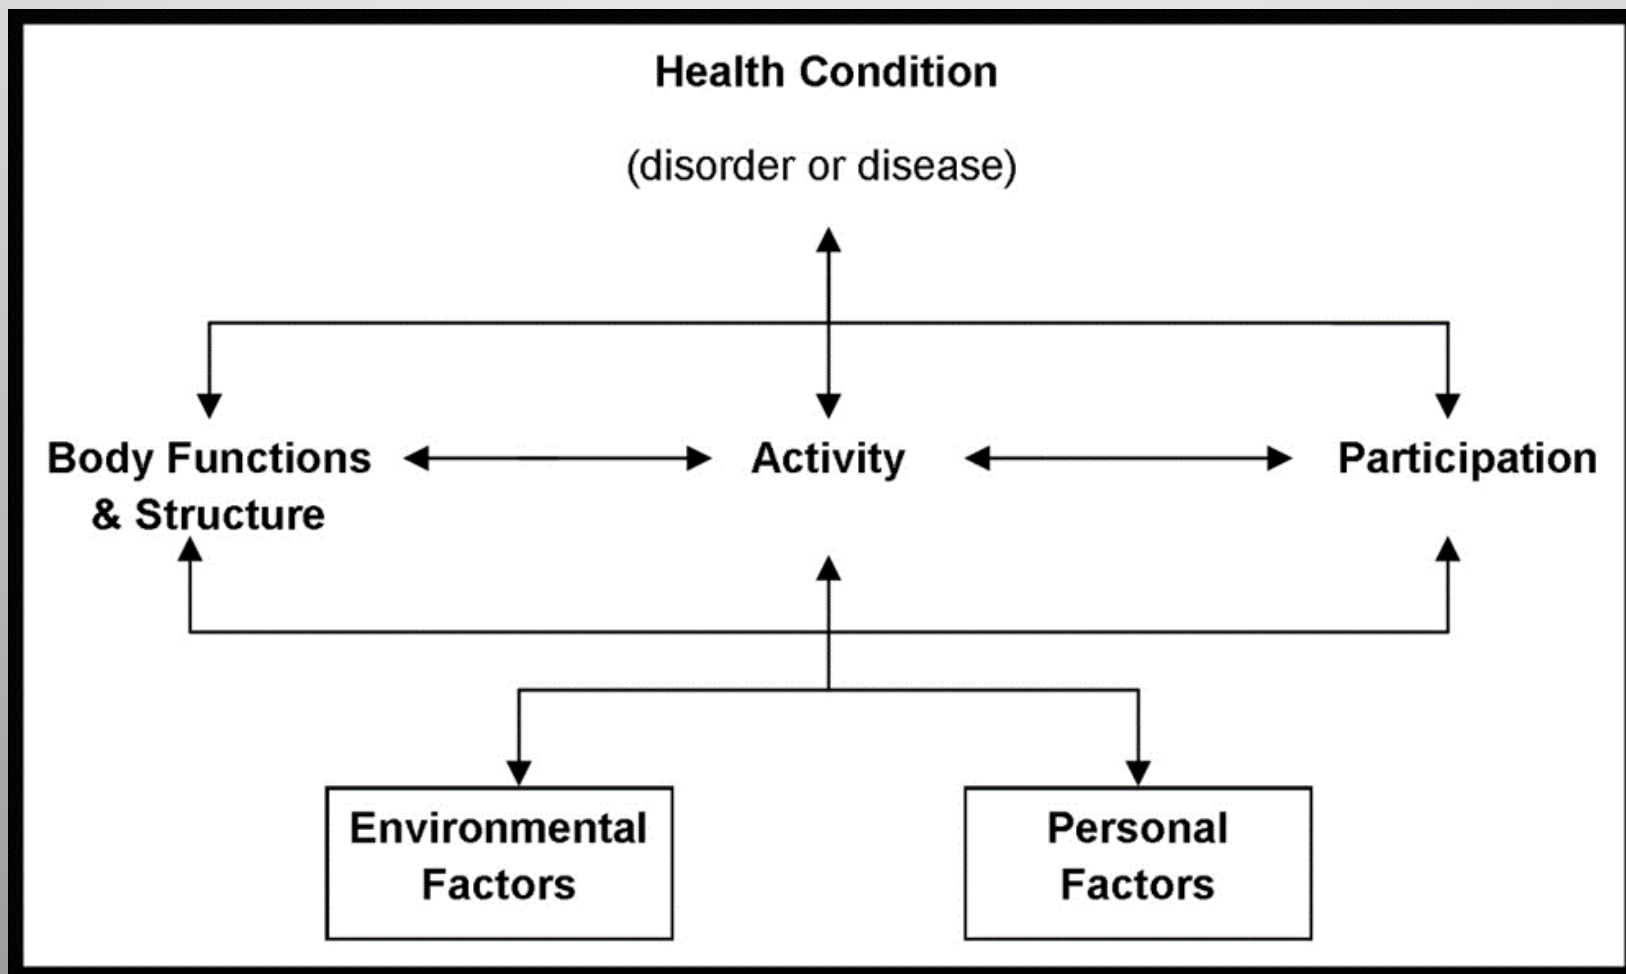 Health Condition
(disorder or disease)
Body Functions
& Structure
Activity
Participation
Environmental
Factors
Personal
Factors